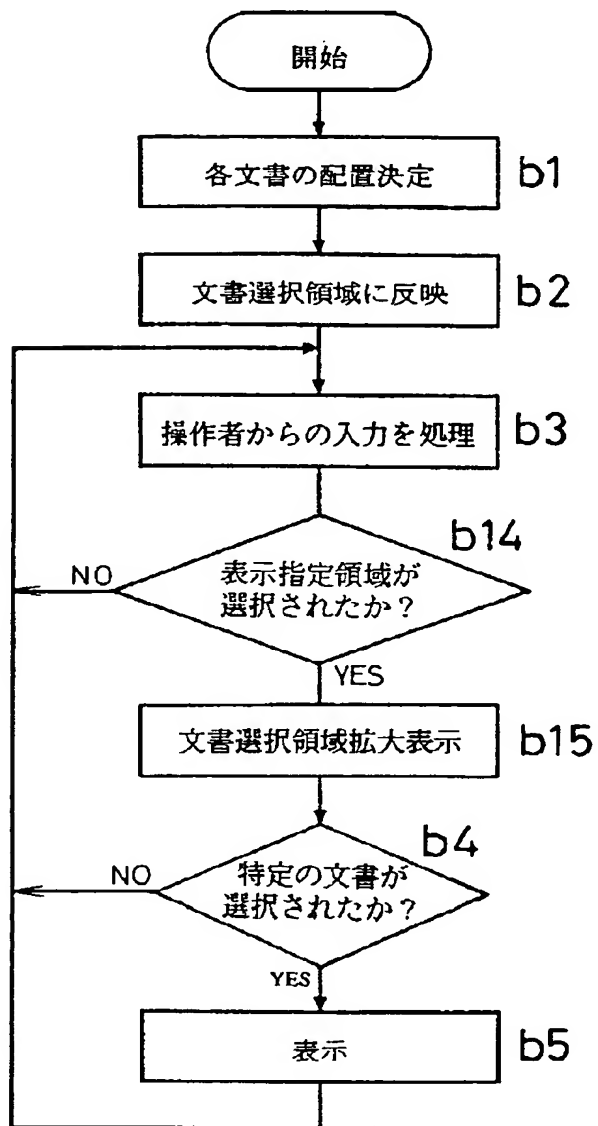 開始
各文書の配置決定
b1
文書選択領域に反映
b2
操作者からの入力を処理
b3
b14
表示指定領域が
選択されたか？
NO
YES
文書選択領域拡大表示
b15
b4
特定の文書が
選択されたか？
NO
YES
表示
b5